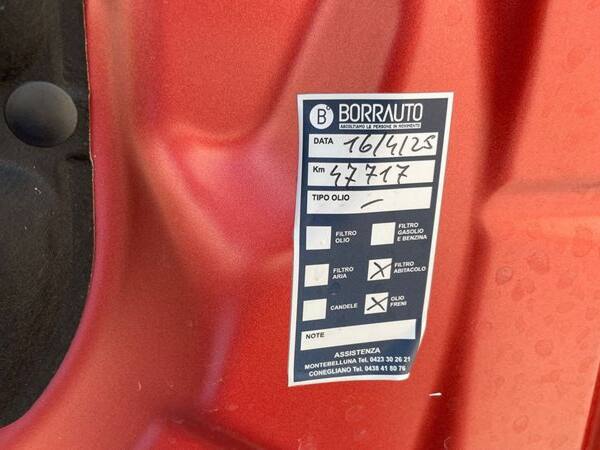 B BORRAUTO
ASCOLTIAMO LE PERSONE IN MOVIMENTO
DATA 16/4/25
Km 47717
TIPO OLIO –
FILTRO OLIO
FILTRO GASOLIO E BENZINA
FILTRO ARIA
X FILTRO ABITACOLO
CANDELE
X OLIO FRENI
NOTE
ASSISTENZA
MONTEBELLUNA Tel. 0423 30 26 21
CONEGLIANO Tel. 0438 41 80 76